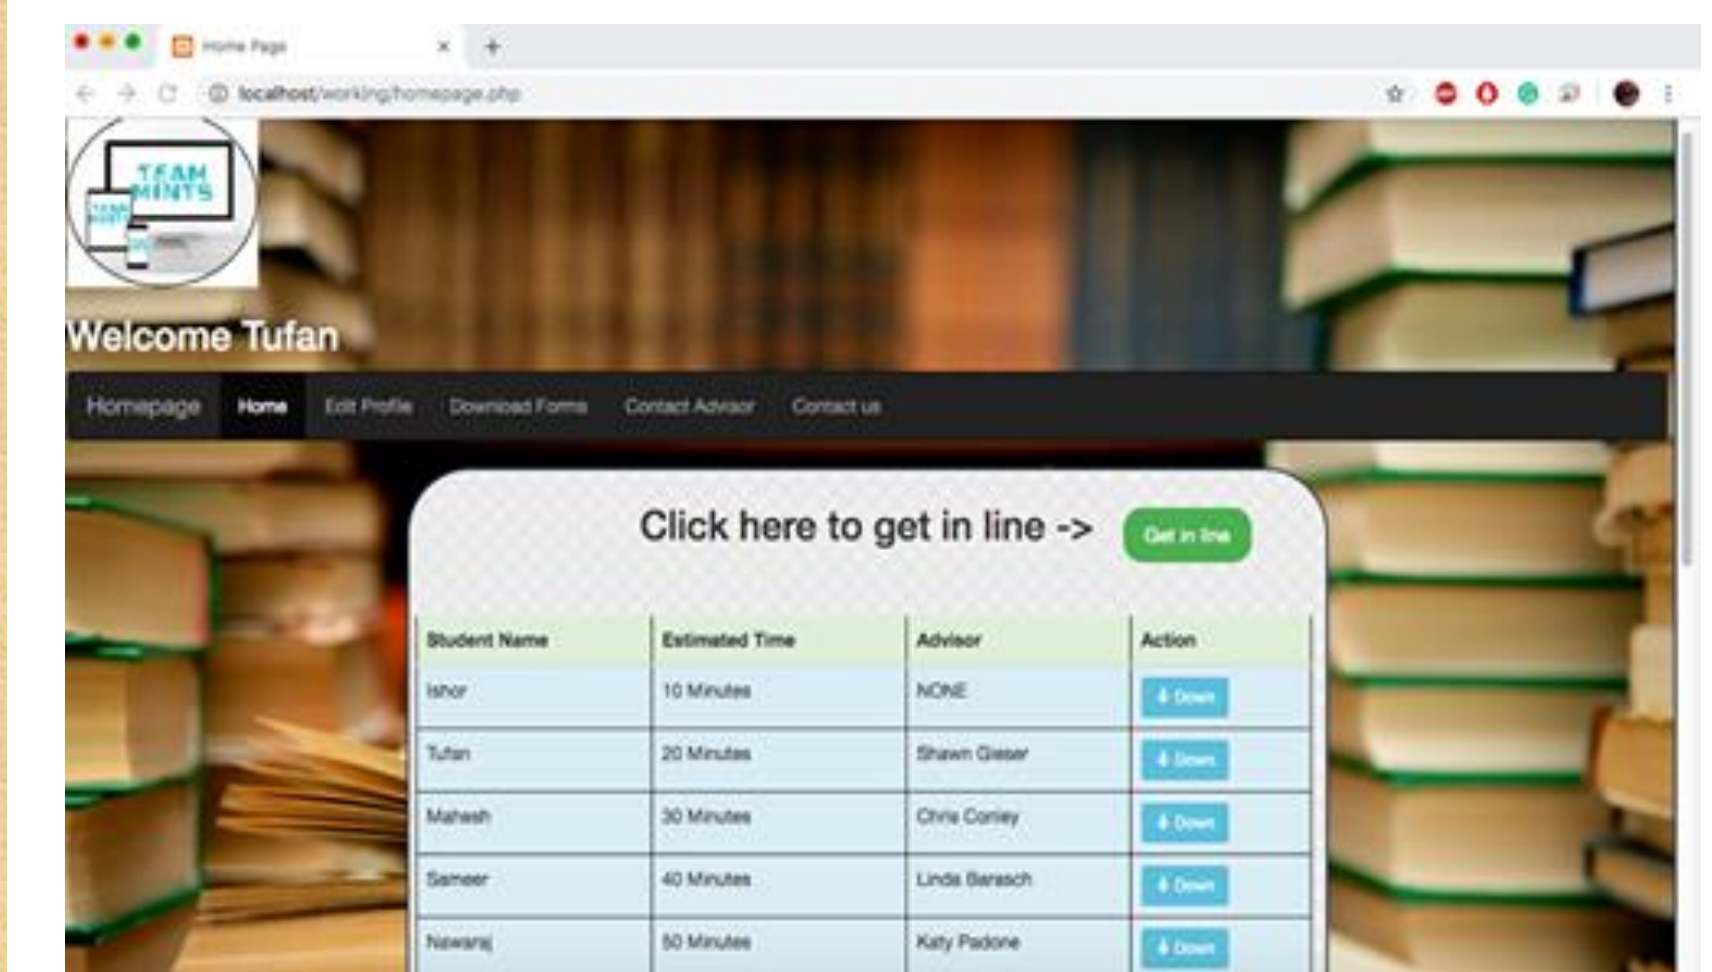 Home Page
localhost/working/homepage.php
TEAM
MINTS
Welcome Tufan
Homepage Home Edit Profile Download Forms Contact Advisor Contact us
Click here to get in line -> Get in line
Student Name Estimated Time Advisor Action
Ishor 10 Minutes NONE Down
Tufan 20 Minutes Shawn Gieser Down
Mahesh 30 Minutes Chris Conley Down
Sameer 40 Minutes Linda Barasch Down
Nawaraj 50 Minutes Katy Padone Down